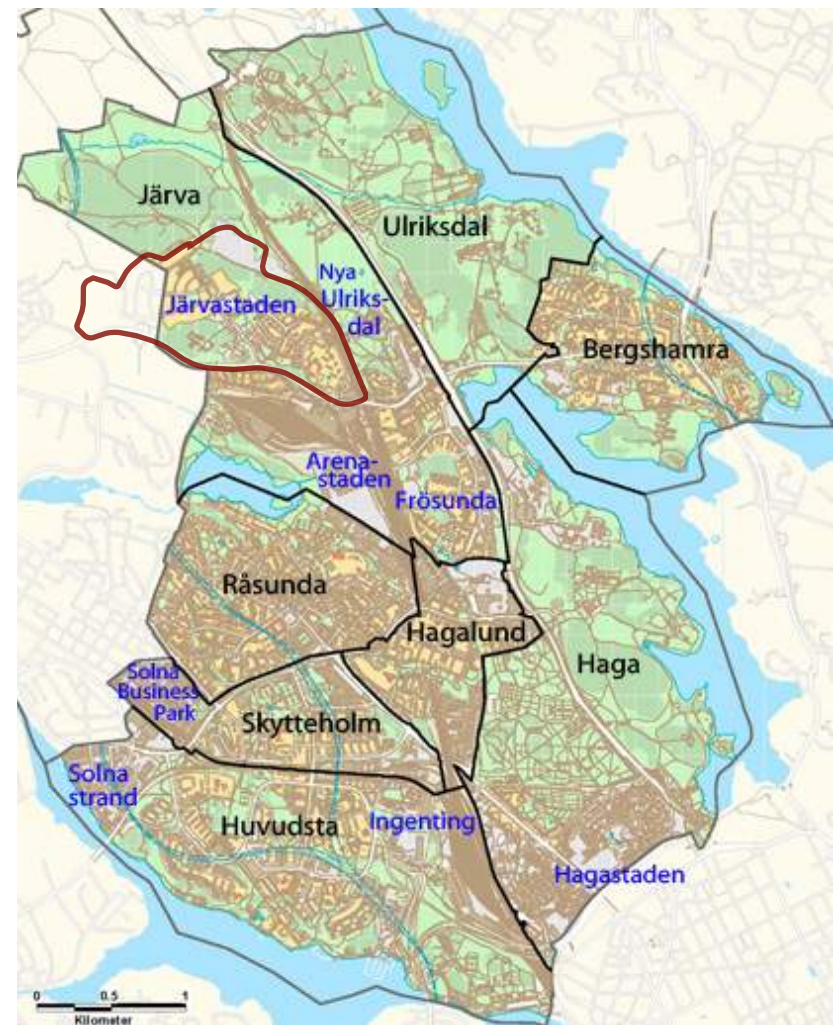 Järva
Ulriksdal
Nya
Ulriks-
dal
Järvastaden
Bergshamra
Arena-
staden
Frösunda
Råsunda
Hagalund
Haga
Solna
Business
Park
Skytteholm
Solna
strand
Huvudsta
Ingenting
Hagastaden
0 0.5 1
Kilometer